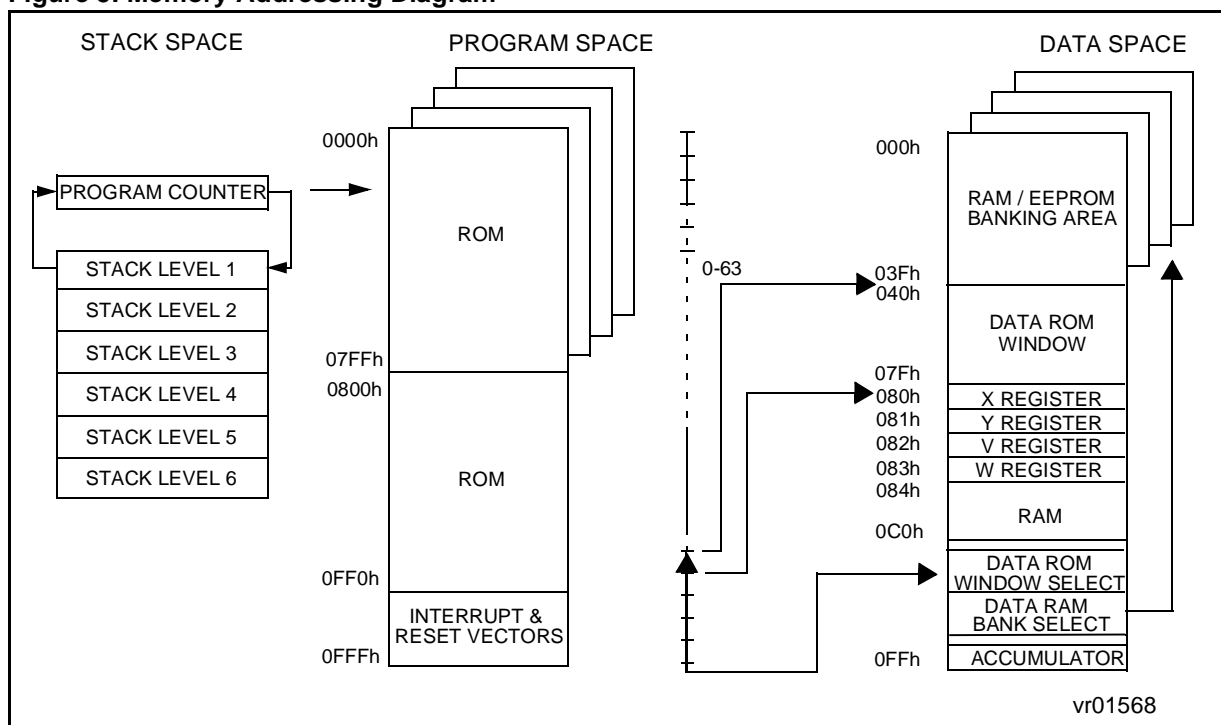 Figure Memory Addressing Diagram
STACK SPACE
PROGRAM SPACE
DATA SPACE
PROGRAM COUNTER
STACK LEVEL 1
STACK LEVEL 2
STACK LEVEL 3
STACK LEVEL 4
STACK LEVEL 5
STACK LEVEL 6
0000h
ROM
07FFh
0800h
ROM
0FF0h
INTERRUPT &
RESET VECTORS
0FFFh
0-63
000h
RAM / EEPROM
BANKING AREA
03Fh
040h
DATA ROM
WINDOW
07Fh
080h
X REGISTER
081h
Y REGISTER
082h
V REGISTER
083h
W REGISTER
084h
RAM
0C0h
DATA ROM
WINDOW SELECT
DATA RAM
BANK SELECT
0FFh
ACCUMULATOR
vr01568